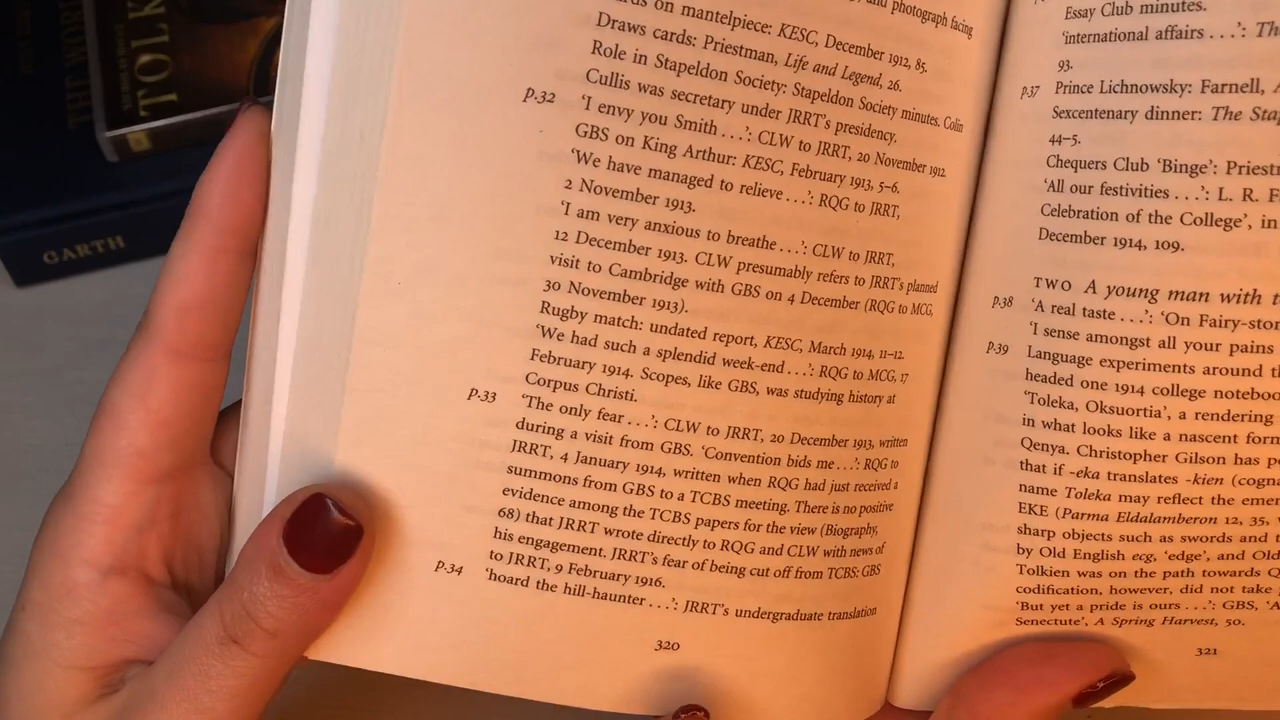 THE WORL
TOLK
GARTH
on mantelpiece: KESC, December 1912, 85.
and photograph facing
Draws cards: Priestman, Life and Legend, 26.
Role in Stapeldon Society: Stapeldon Society minutes. Colin
Cullis was secretary under JRRT's presidency.
p.32 ‘I envy you Smith . . .’: CLW to JRRT, 20 November 1912.
GBS on King Arthur: KESC, February 1913, 5–6.
‘We have managed to relieve . . .’: RQG to JRRT,
2 November 1913.
‘I am very anxious to breathe . . .’: CLW to JRRT,
12 December 1913. CLW presumably refers to JRRT's planned
visit to Cambridge with GBS on 4 December (RQG to MCG,
30 November 1913).
Rugby match: undated report, KESC, March 1914, 11–12.
‘We had such a splendid week-end . . .’: RQG to MCG, 17
February 1914. Scopes, like GBS, was studying history at
Corpus Christi.
p.33 ‘The only fear . . .’: CLW to JRRT, 20 December 1913, written
during a visit from GBS. ‘Convention bids me . . .’: RQG to
JRRT, 4 January 1914, written when RQG had just received a
summons from GBS to a TCBS meeting. There is no positive
evidence among the TCBS papers for the view (Biography,
68) that JRRT wrote directly to RQG and CLW with news of
his engagement. JRRT's fear of being cut off from TCBS: GBS
to JRRT, 9 February 1916.
p.34 ‘hoard the hill-haunter . . .’: JRRT's undergraduate translation
320
Essay Club minutes.
‘international affairs . . .’: Th
93.
p.37 Prince Lichnowsky: Farnell, A
Sexcentenary dinner: The Sta
44–5.
Chequers Club ‘Binge’: Priest
‘All our festivities . . .’: L. R. F
Celebration of the College’, in
December 1914, 109.
TWO A young man with t
p.38 ‘A real taste . . .’: ‘On Fairy-stor
‘I sense amongst all your pains
p.39 Language experiments around th
headed one 1914 college notebo
‘Toleka, Oksuortia’, a rendering
in what looks like a nascent form
Qenya. Christopher Gilson has p
that if -eka translates -kien (cogna
name Toleka may reflect the eme
EKE (Parma Eldalamberon 12, 35,
sharp objects such as swords and t
by Old English ecg, ‘edge’, and Old
Tolkien was on the path towards Q
codification, however, did not take
‘But yet a pride is ours . . .’: GBS, ‘A
Senectute’, A Spring Harvest, 50.
321